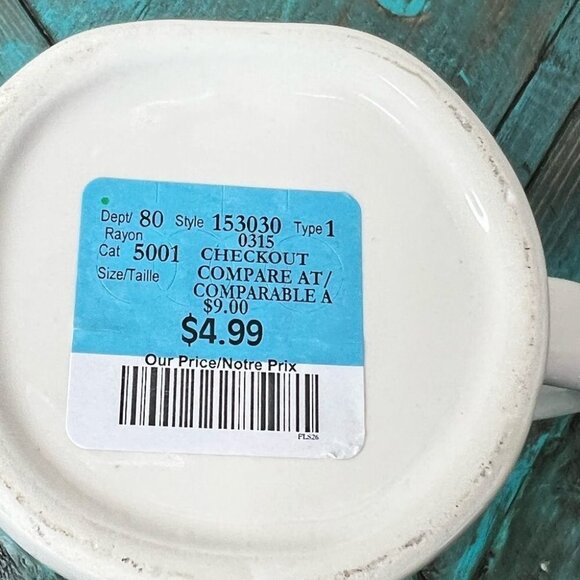 Dept/ 80 Style 153030 Type 1
Rayon 0315
Cat 5001 CHECKOUT
Size/Taille COMPARE AT/
COMPARABLE A
$9.00
$4.99
Our Price/Notre Prix
FLS26